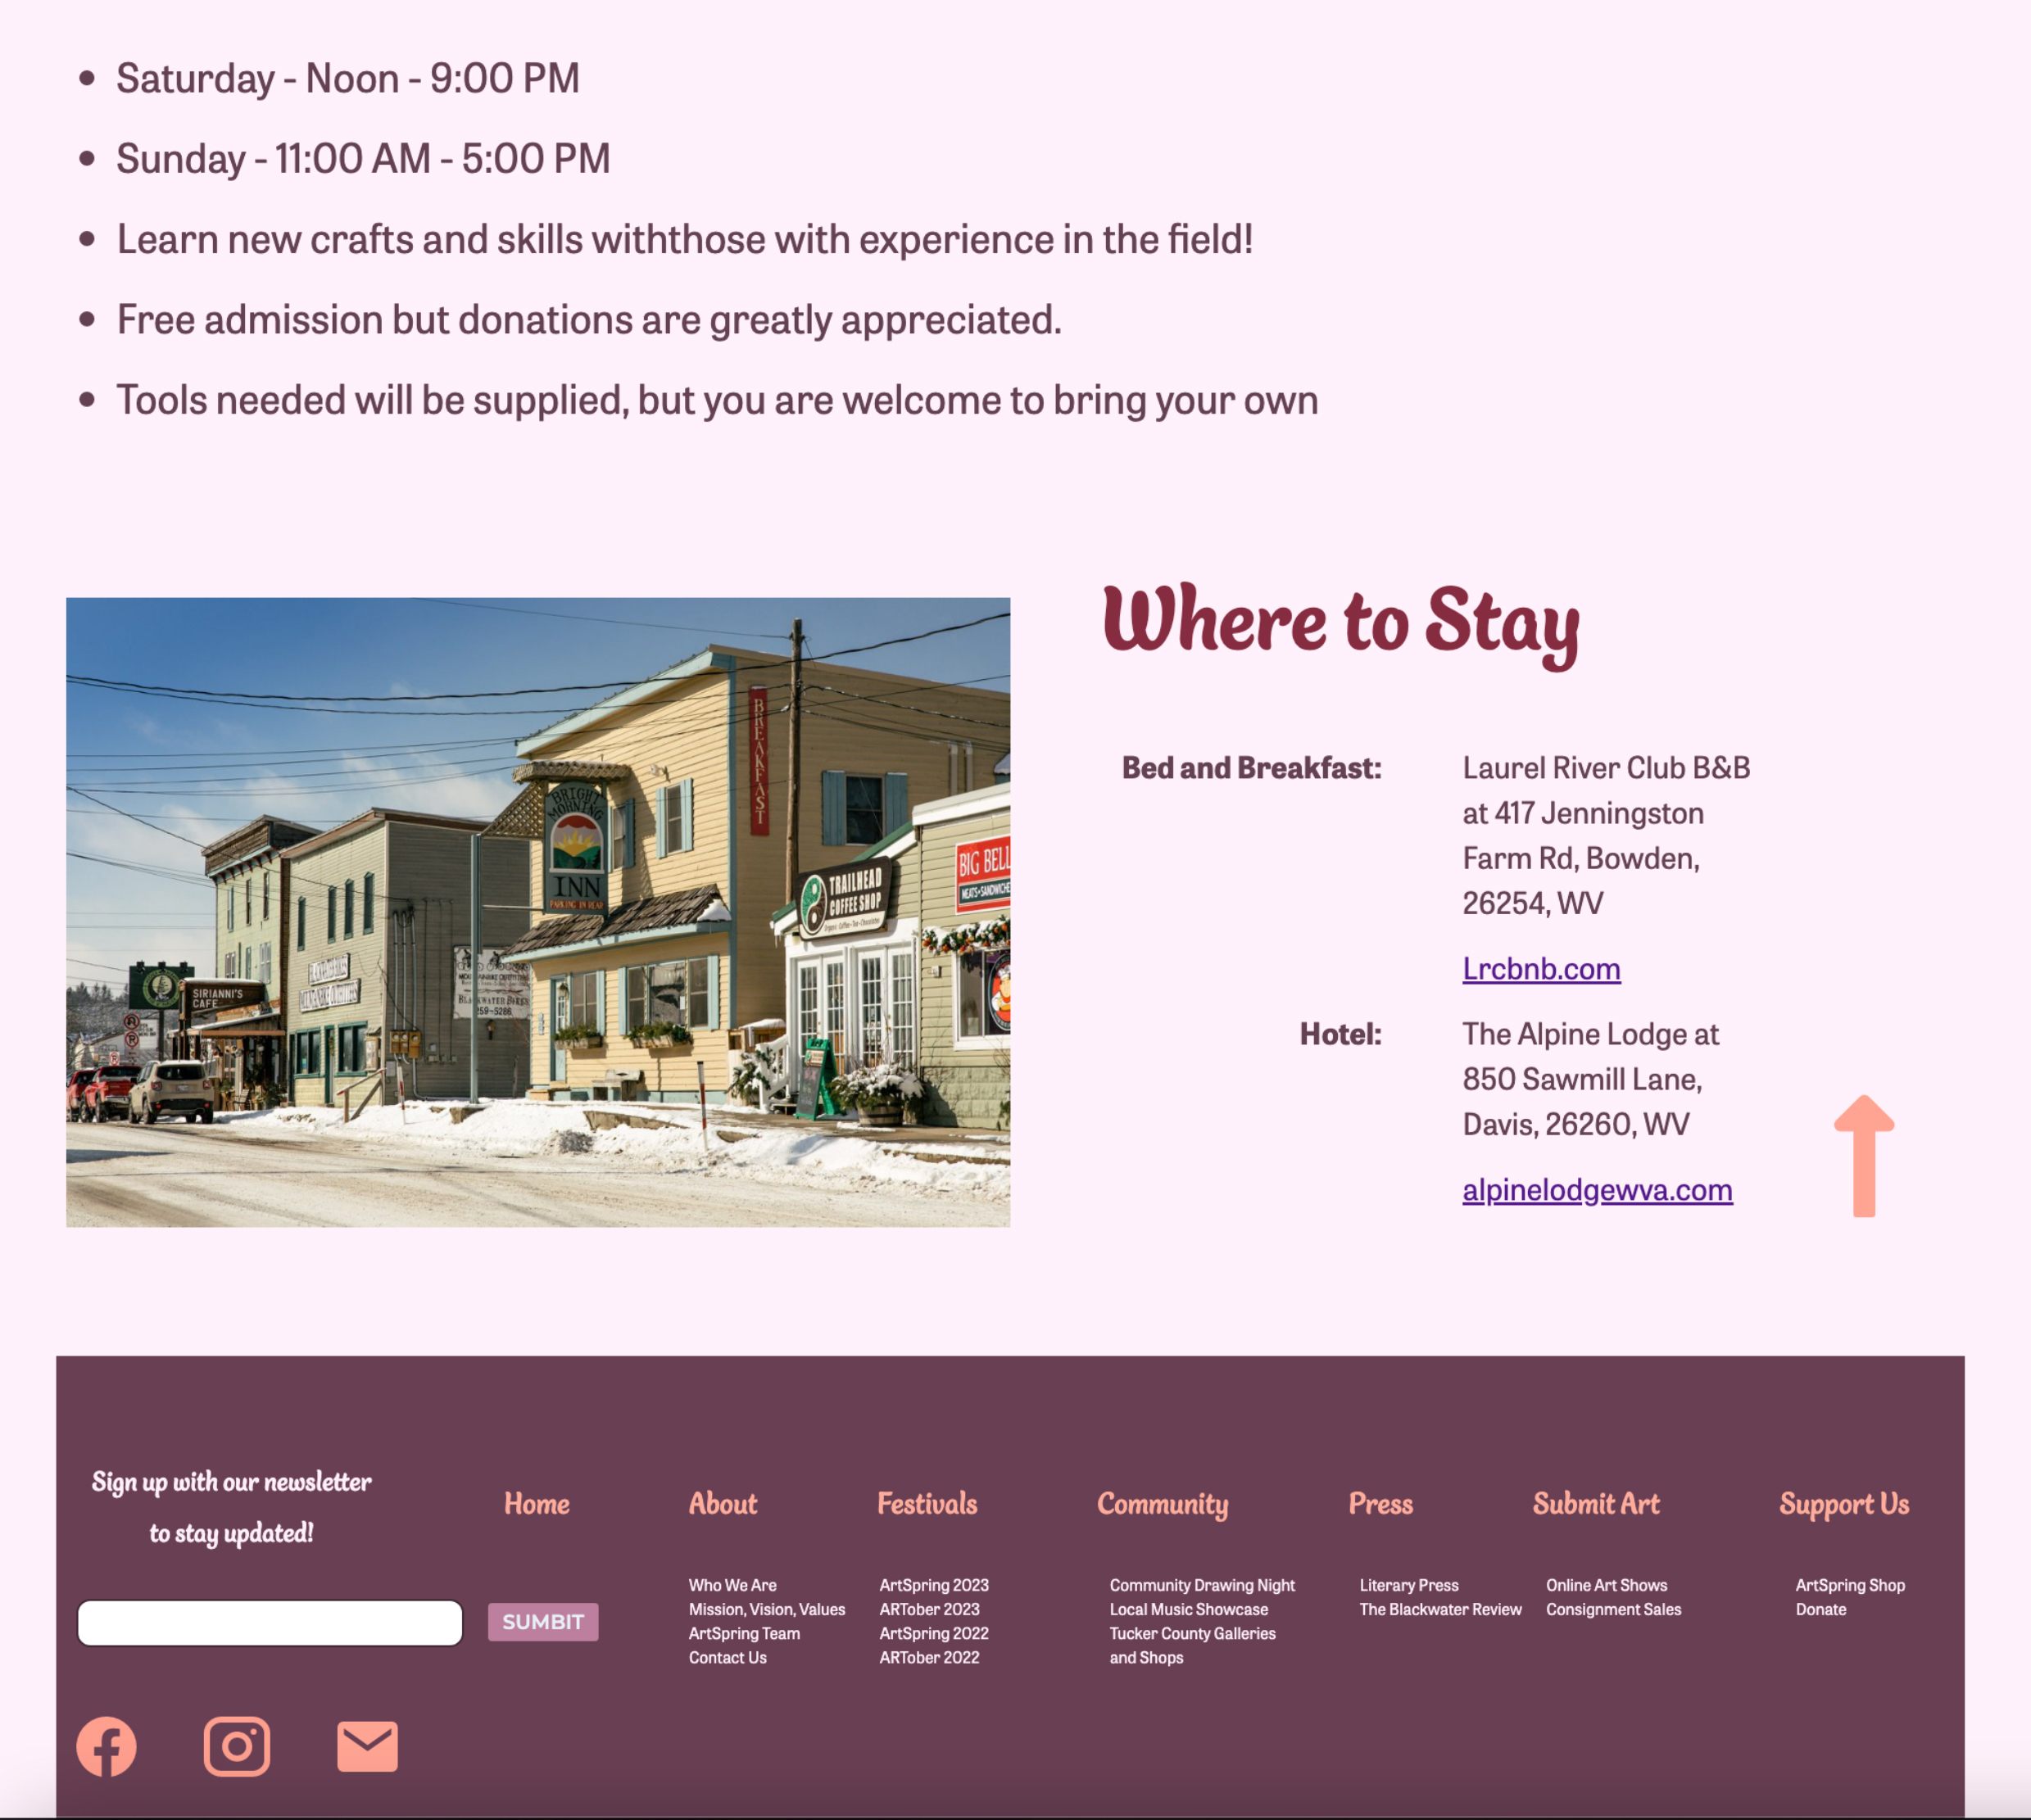 Saturday - Noon - 9:00 PM
Sunday - 11:00 AM - 5:00 PM
Learn new crafts and skills withthose with experience in the field!
Free admission but donations are greatly appreciated.
Tools needed will be supplied, but you are welcome to bring your own
BREAKFAST
BRIGHT
MORNING
INN
PARKING IN REAR
TRAILHEAD
COFFEE SHOP
BIG BELL
SIRIANNI'S
CAFE
BLACKWATER BIKES
259-5286
Where to Stay
Bed and Breakfast:
Laurel River Club B&B
at 417 Jenningston
Farm Rd, Bowden,
26254, WV
Lrcbnb.com
Hotel:
The Alpine Lodge at
850 Sawmill Lane,
Davis, 26260, WV
alpinelodgewva.com
Sign up with our newsletter
to stay updated!
SUMBIT
Home
About
Who We Are
Mission, Vision, Values
ArtSpring Team
Contact Us
Festivals
ArtSpring 2023
ARTober 2023
ArtSpring 2022
ARTober 2022
Community
Community Drawing Night
Local Music Showcase
Tucker County Galleries
and Shops
Press
Literary Press
The Blackwater Review
Submit Art
Online Art Shows
Consignment Sales
Support Us
ArtSpring Shop
Donate